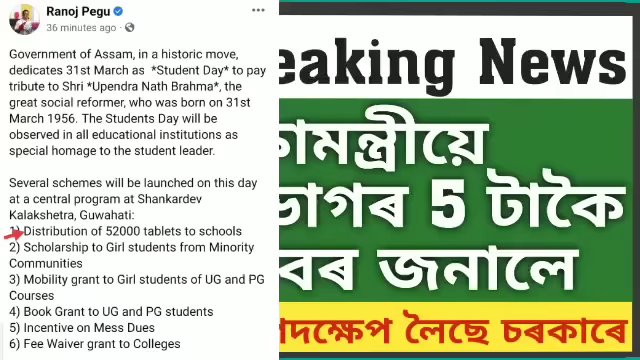 Ranoj Pegu
36 minutes ago ·
Government of Assam, in a historic move,
dedicates 31st March as *Student Day* to pay
tribute to Shri *Upendra Nath Brahma*, the
great social reformer, who was born on 31st
March 1956. The Students Day will be
observed in all educational institutions as
special homage to the student leader.
Several schemes will be launched on this day
at a central program at Shankardev
Kalakshetra, Guwahati:
1) Distribution of 52000 tablets to schools
2) Scholarship to Girl students from Minority
Communities
3) Mobility grant to Girl students of UG and PG
Courses
4) Book Grant to UG and PG students
5) Incentive on Mess Dues
6) Fee Waiver grant to Colleges
eaking News
কামন্ত্ৰীয়ে
ভাগৰ 5 টাকৈ
বৰ জনালে
পদক্ষেপ লৈছে চৰকাৰে